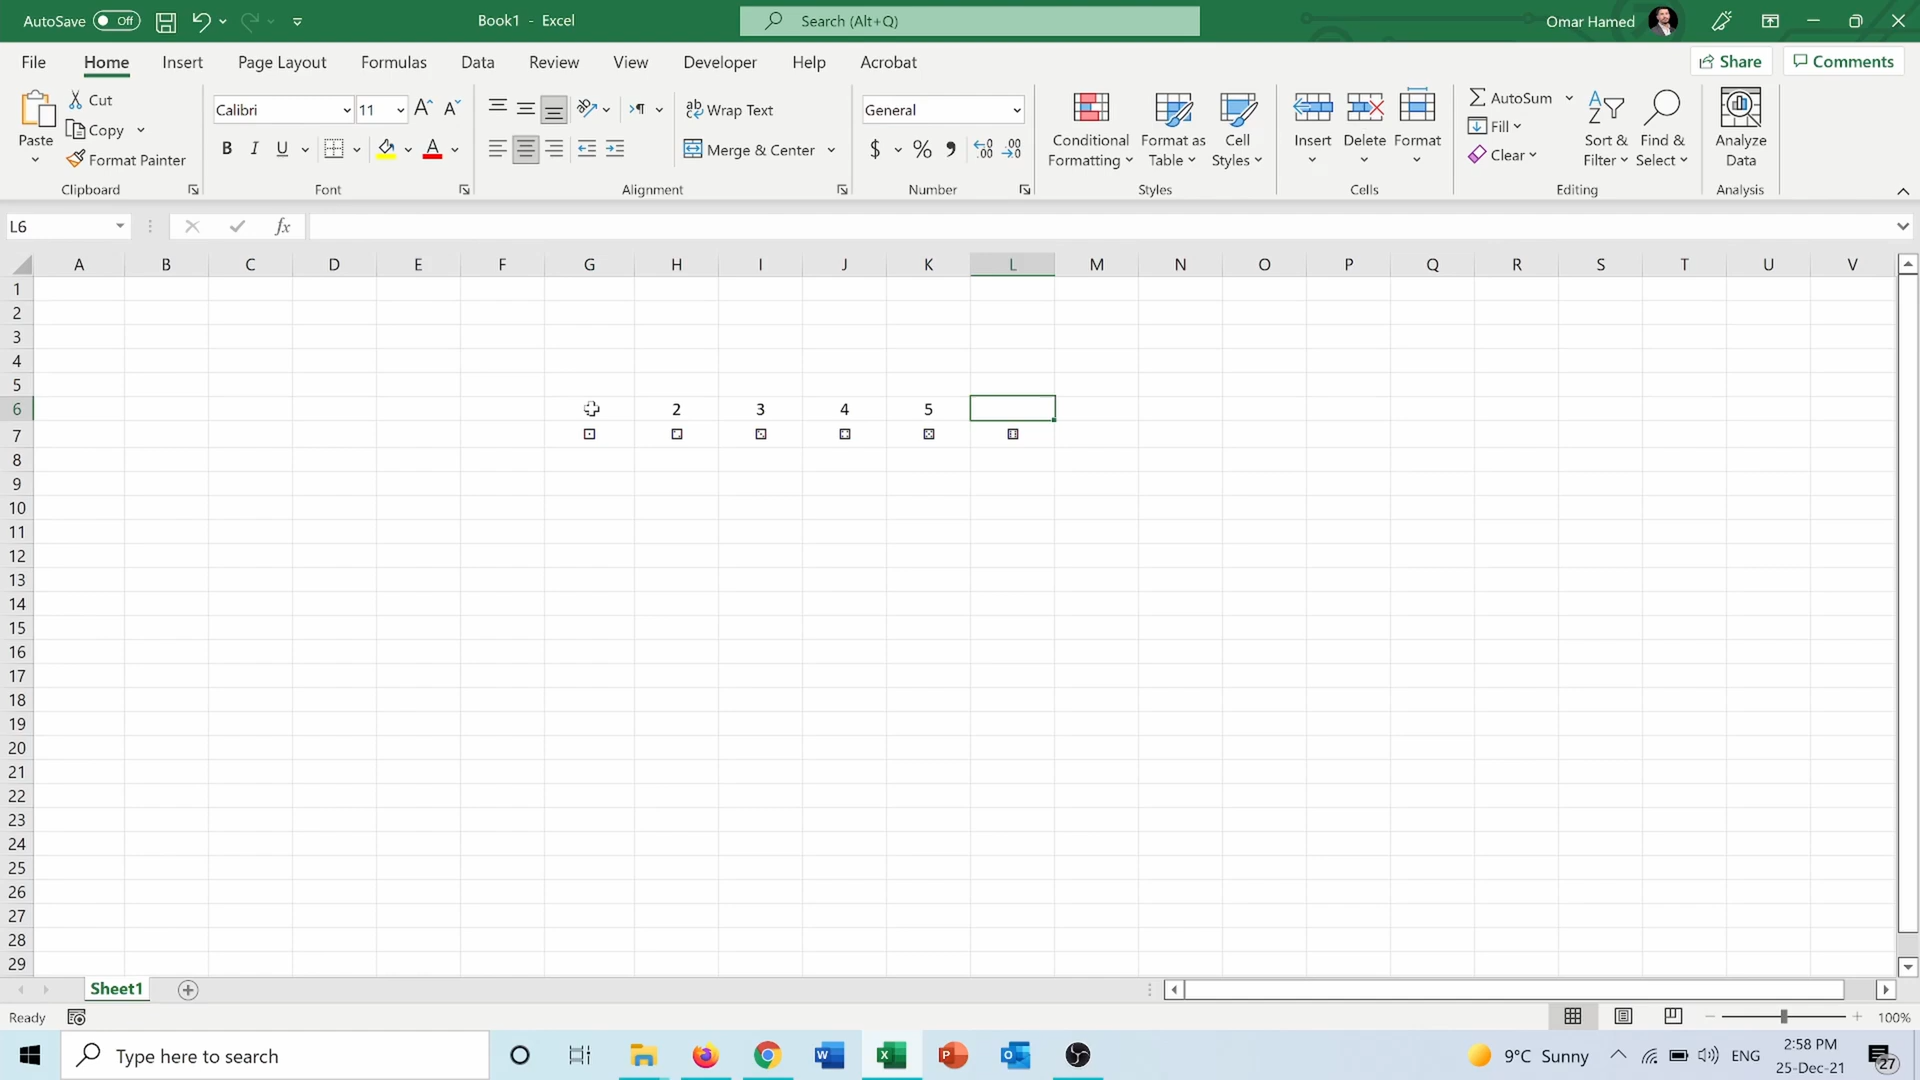 AutoSave Off Book1 - Excel Search (Alt+Q) Omar Hamed
File Home Insert Page Layout Formulas Data Review View Developer Help Acrobat Share Comments
Paste Cut
Copy
Format Painter
Clipboard
Calibri 11
B I U A
Font
Wrap Text
Merge & Center
Alignment
General
$ % 9
Number
Conditional Formatting
Format as Table
Cell Styles
Styles
Insert Delete Format
Cells
AutoSum
Fill
Clear
Sort & Filter
Find & Select
Editing
Analyze Data
Analysis
L6 fx
A B C D E F G H I J K L M N O P Q R S T U V
1
2
3
4
5
6 2 3 4 5
7 ⚀ ⚁ ⚂ ⚃ ⚄ ⚅
8
9
10
11
12
13
14
15
16
17
18
19
20
21
22
23
24
25
26
27
28
29
Sheet1
Ready 100%
Type here to search 9°C Sunny ENG 2:58 PM
25-Dec-21 27